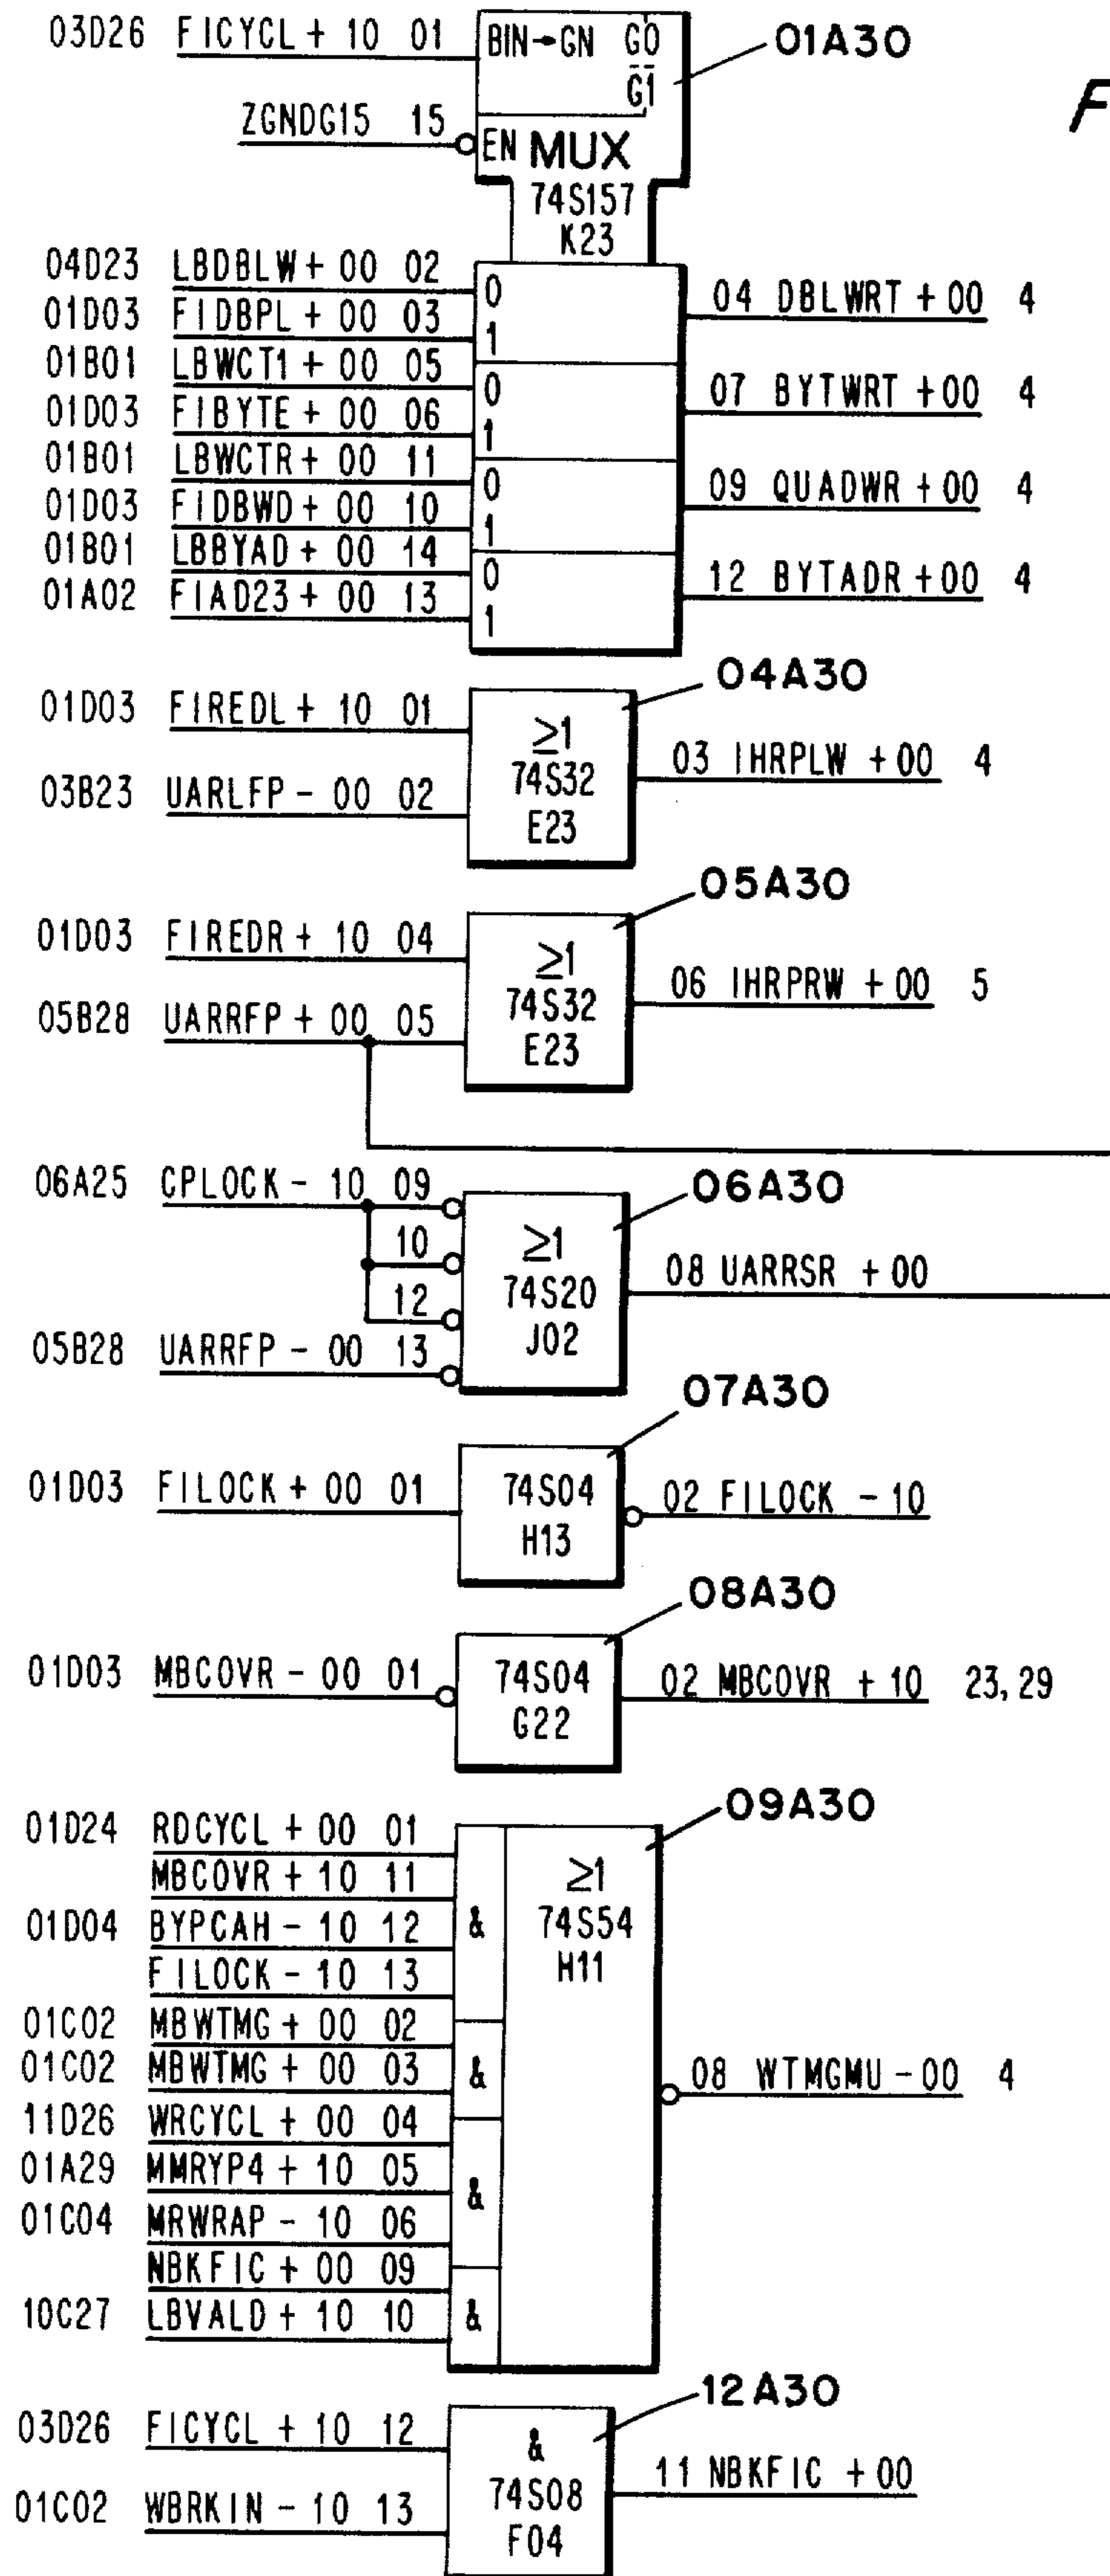 03D26 FICYCL + 10 01 BIN→GN G0 01A30
G1
F
ZGNDG15 15 EN MUX
74S157
K23
04D23 LBDBLW + 00 02 0 04 DBLWRT +00 4
01D03 FIDBPL + 00 03 1
01B01 LBWCT1 + 00 05 0 07 BYTWRT +00 4
01D03 FIBYTE + 00 06 1
01B01 LBWCTR + 00 11 0 09 QUADWR +00 4
01D03 FIDBWD + 00 10 1
01B01 LBBYAD + 00 14 0 12 BYTADR +00 4
01A02 FIAD23 + 00 13 1
04A30
01D03 FIREDL + 10 01 ≥1
74S32 03 IHRPLW +00 4
03B23 UARLFP - 00 02 E23
05A30
01D03 FIREDR + 10 04 ≥1
74S32 06 IHRPRW +00 5
05B28 UARRFP + 00 05 E23
06A25 CPLOCK - 10 09 06A30
10 ≥1
12 74S20 08 UARRSR +00
05B28 UARRFP - 00 13 J02
07A30
01D03 FILOCK + 00 01 74S04 02 FILOCK -10
H13
08A30
01D03 MBCOVR - 00 01 74S04 02 MBCOVR +10 23,29
G22
09A30
01D24 RDCYCL + 00 01
MBCOVR + 10 11 ≥1
01D04 BYPCAH - 10 12 & 74S54
FILOCK - 10 13 H11
01C02 MBWTMG + 00 02
01C02 MBWTMG + 00 03 & 08 WTMGMU -00 4
11D26 WRCYCL + 00 04
01A29 MMRYP4 + 10 05 &
01C04 MRWRAP - 10 06
NBKFIC + 00 09
10C27 LBVALD + 10 10 &
12A30
03D26 FICYCL + 10 12 &
74S08 11 NBKFIC +00
01C02 WBRKIN - 10 13 F04